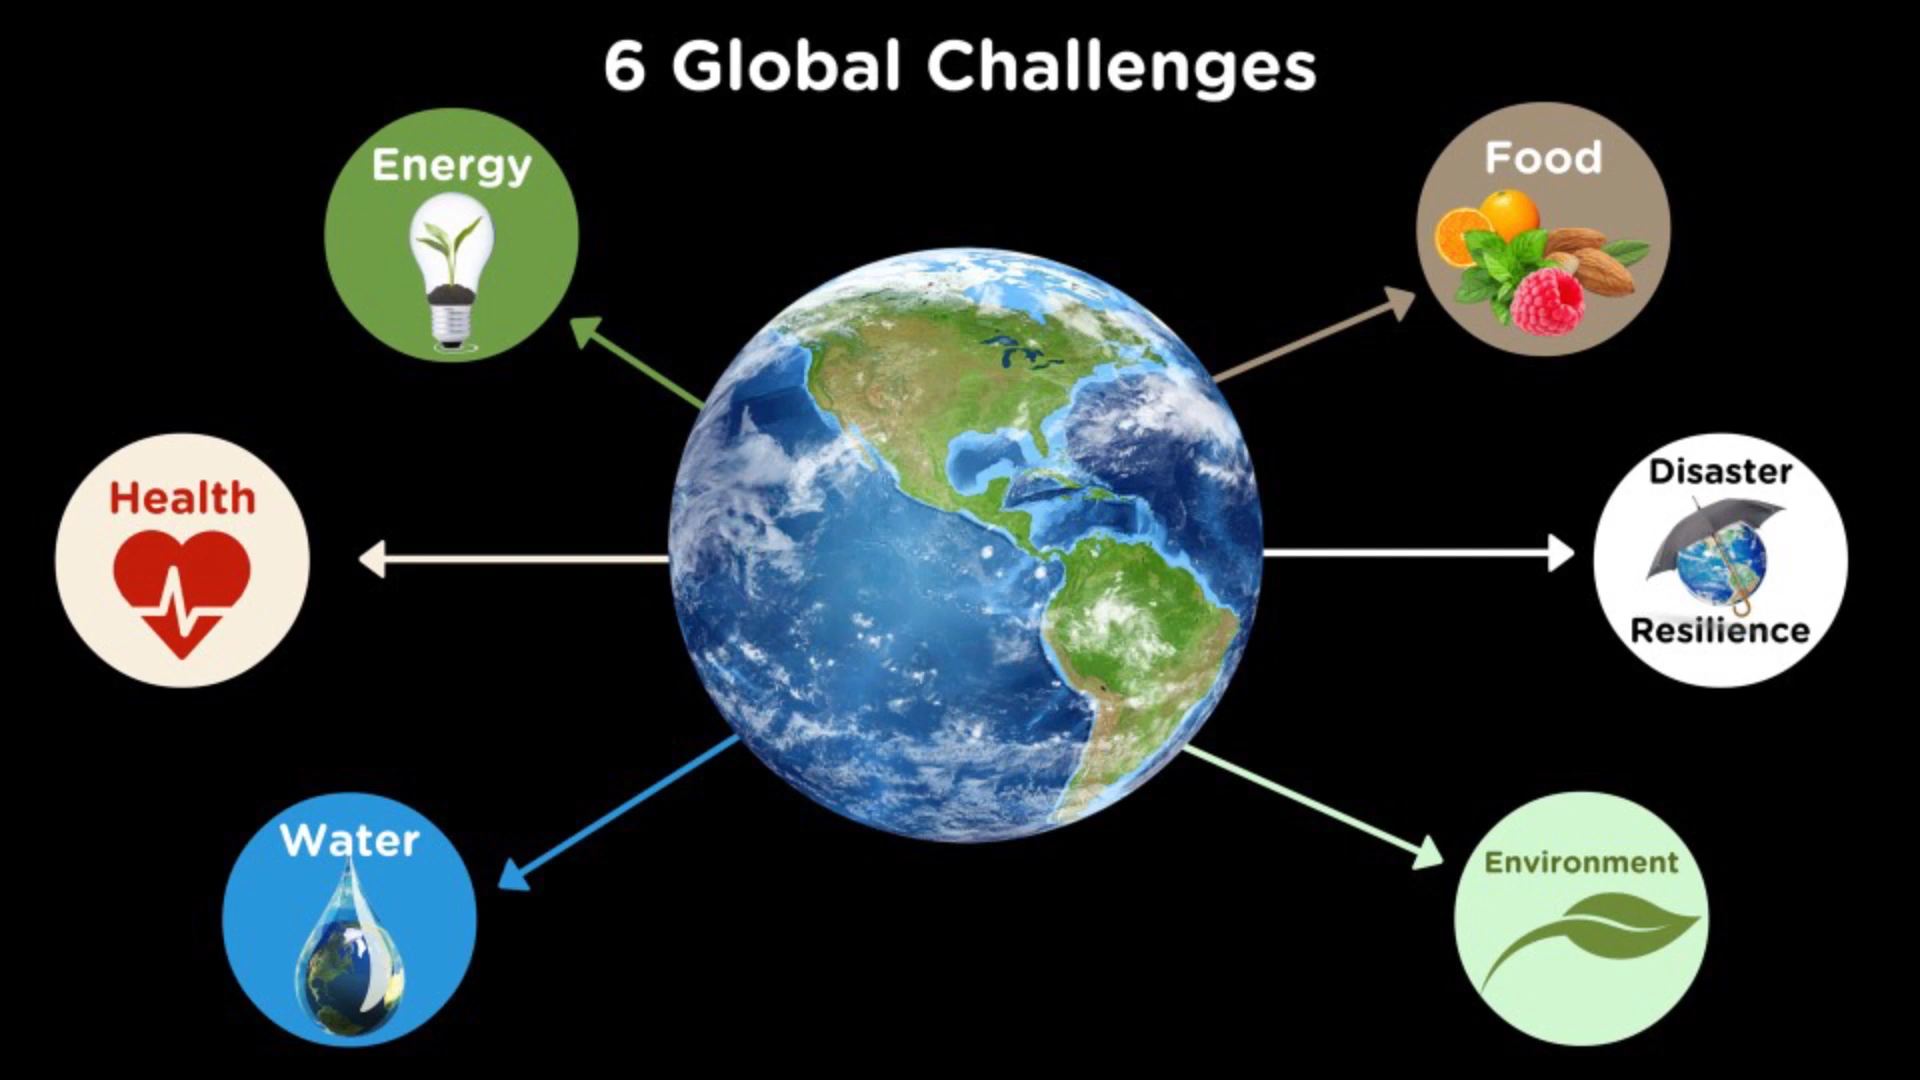 6 Global Challenges
Energy
Food
Health
Disaster
Resilience
Water
Environment